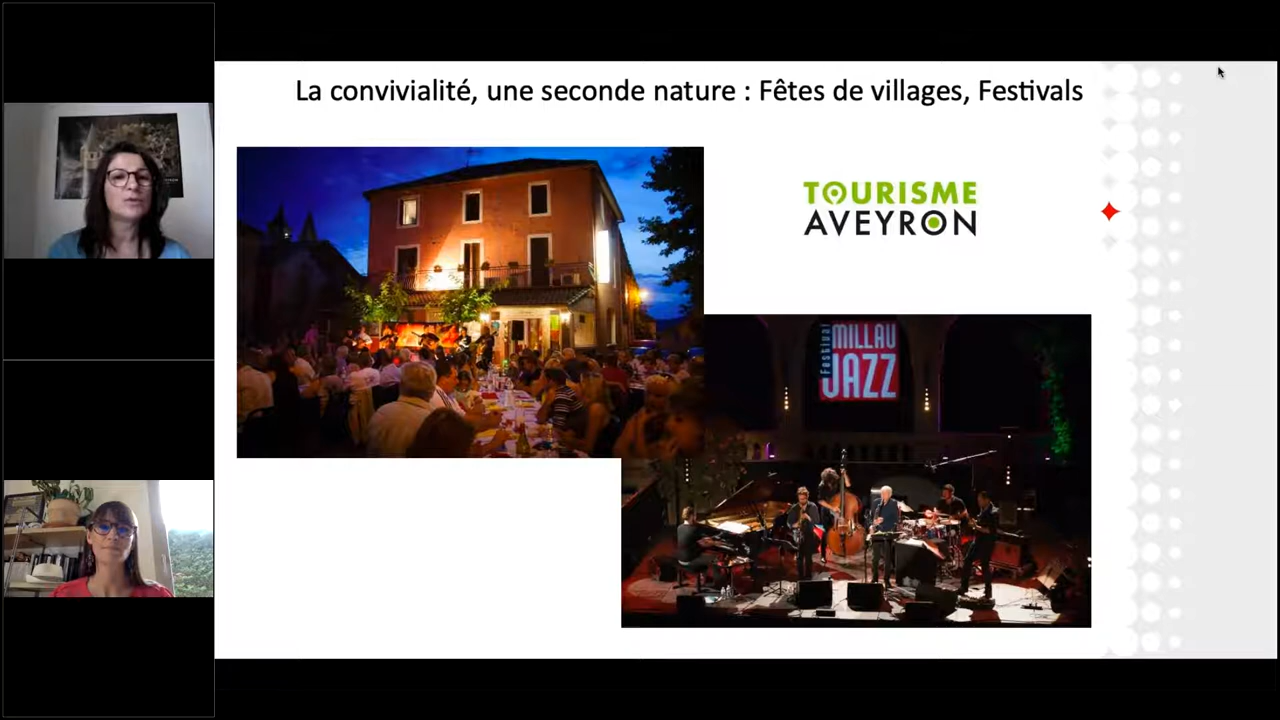 La convivialité, une seconde nature : Fêtes de villages, Festivals
TOURISME
AVEYRON
Festival
MILLAU
JAZZ